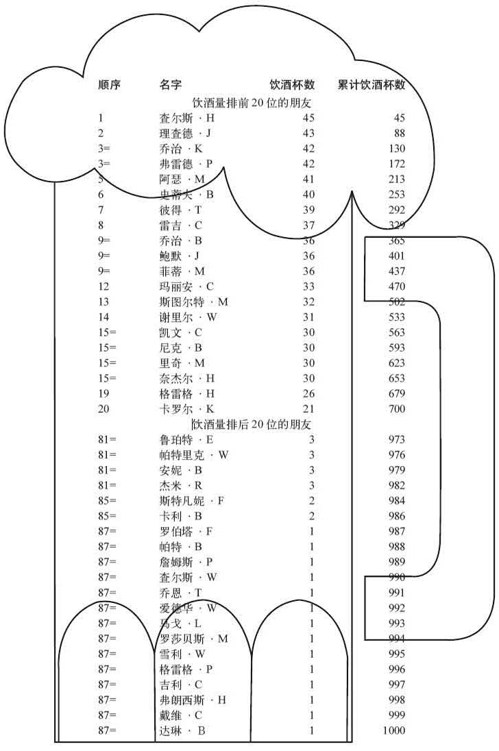 顺序 名字 饮酒杯数 累计饮酒杯数
饮酒量排前20位的朋友
1 查尔斯·H 45 45
2 理查德·J 43 88
3= 乔治·K 42 130
3= 弗雷德·P 42 172
5 阿瑟·M 41 213
6 史蒂夫·B 40 253
7 彼得·T 39 292
8 雷吉·C 37 329
9= 乔治·B 36 365
9= 鲍默·J 36 401
9= 菲蒂·M 36 437
12 玛丽安·C 33 470
13 斯图尔特·M 32 502
14 谢里尔·W 31 533
15= 凯文·C 30 563
15= 尼克·B 30 593
15= 里奇·M 30 623
15= 奈杰尔·H 30 653
19 格雷格·H 26 679
20 卡罗尔·K 21 700
饮酒量排后20位的朋友
81= 鲁珀特·E 3 973
81= 帕特里克·W 3 976
81= 安妮·B 3 979
81= 杰米·R 3 982
85= 斯特凡妮·F 2 984
85= 卡利·B 2 986
87= 罗伯塔·F 1 987
87= 帕特·B 1 988
87= 詹姆斯·P 1 989
87= 查尔斯·W 1 990
87= 乔恩·T 1 991
87= 爱德华·W 1 992
87= 马戈·L 1 993
87= 罗莎贝斯·M 1 994
87= 雪利·W 1 995
87= 格雷格·P 1 996
87= 吉利·C 1 997
87= 弗朗西斯·H 1 998
87= 戴维·C 1 999
87= 达琳·B 1 1000